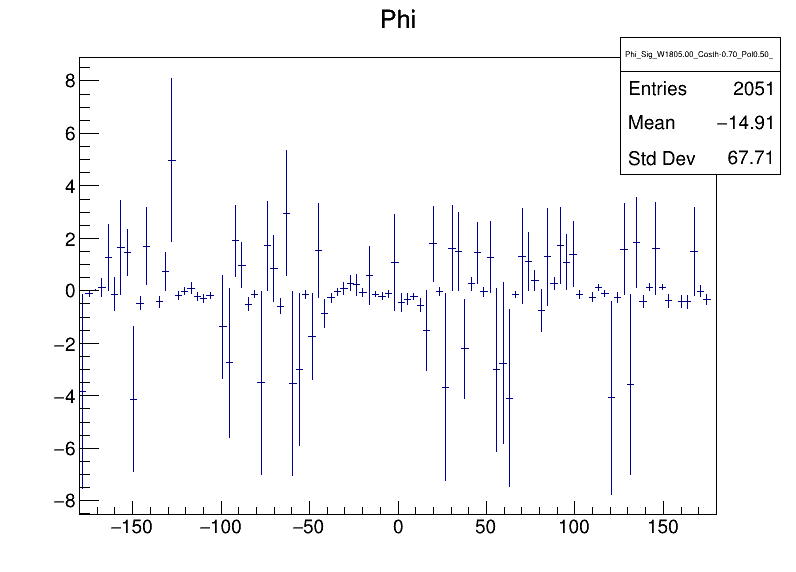 Phi
Phi_Sig_W1805.00_Costh-0.70_Pol0.50_
Entries 2051
Mean −14.91
Std Dev 67.71
8
6
4
2
0
−2
−4
−6
−8
−150 −100 −50 0 50 100 150